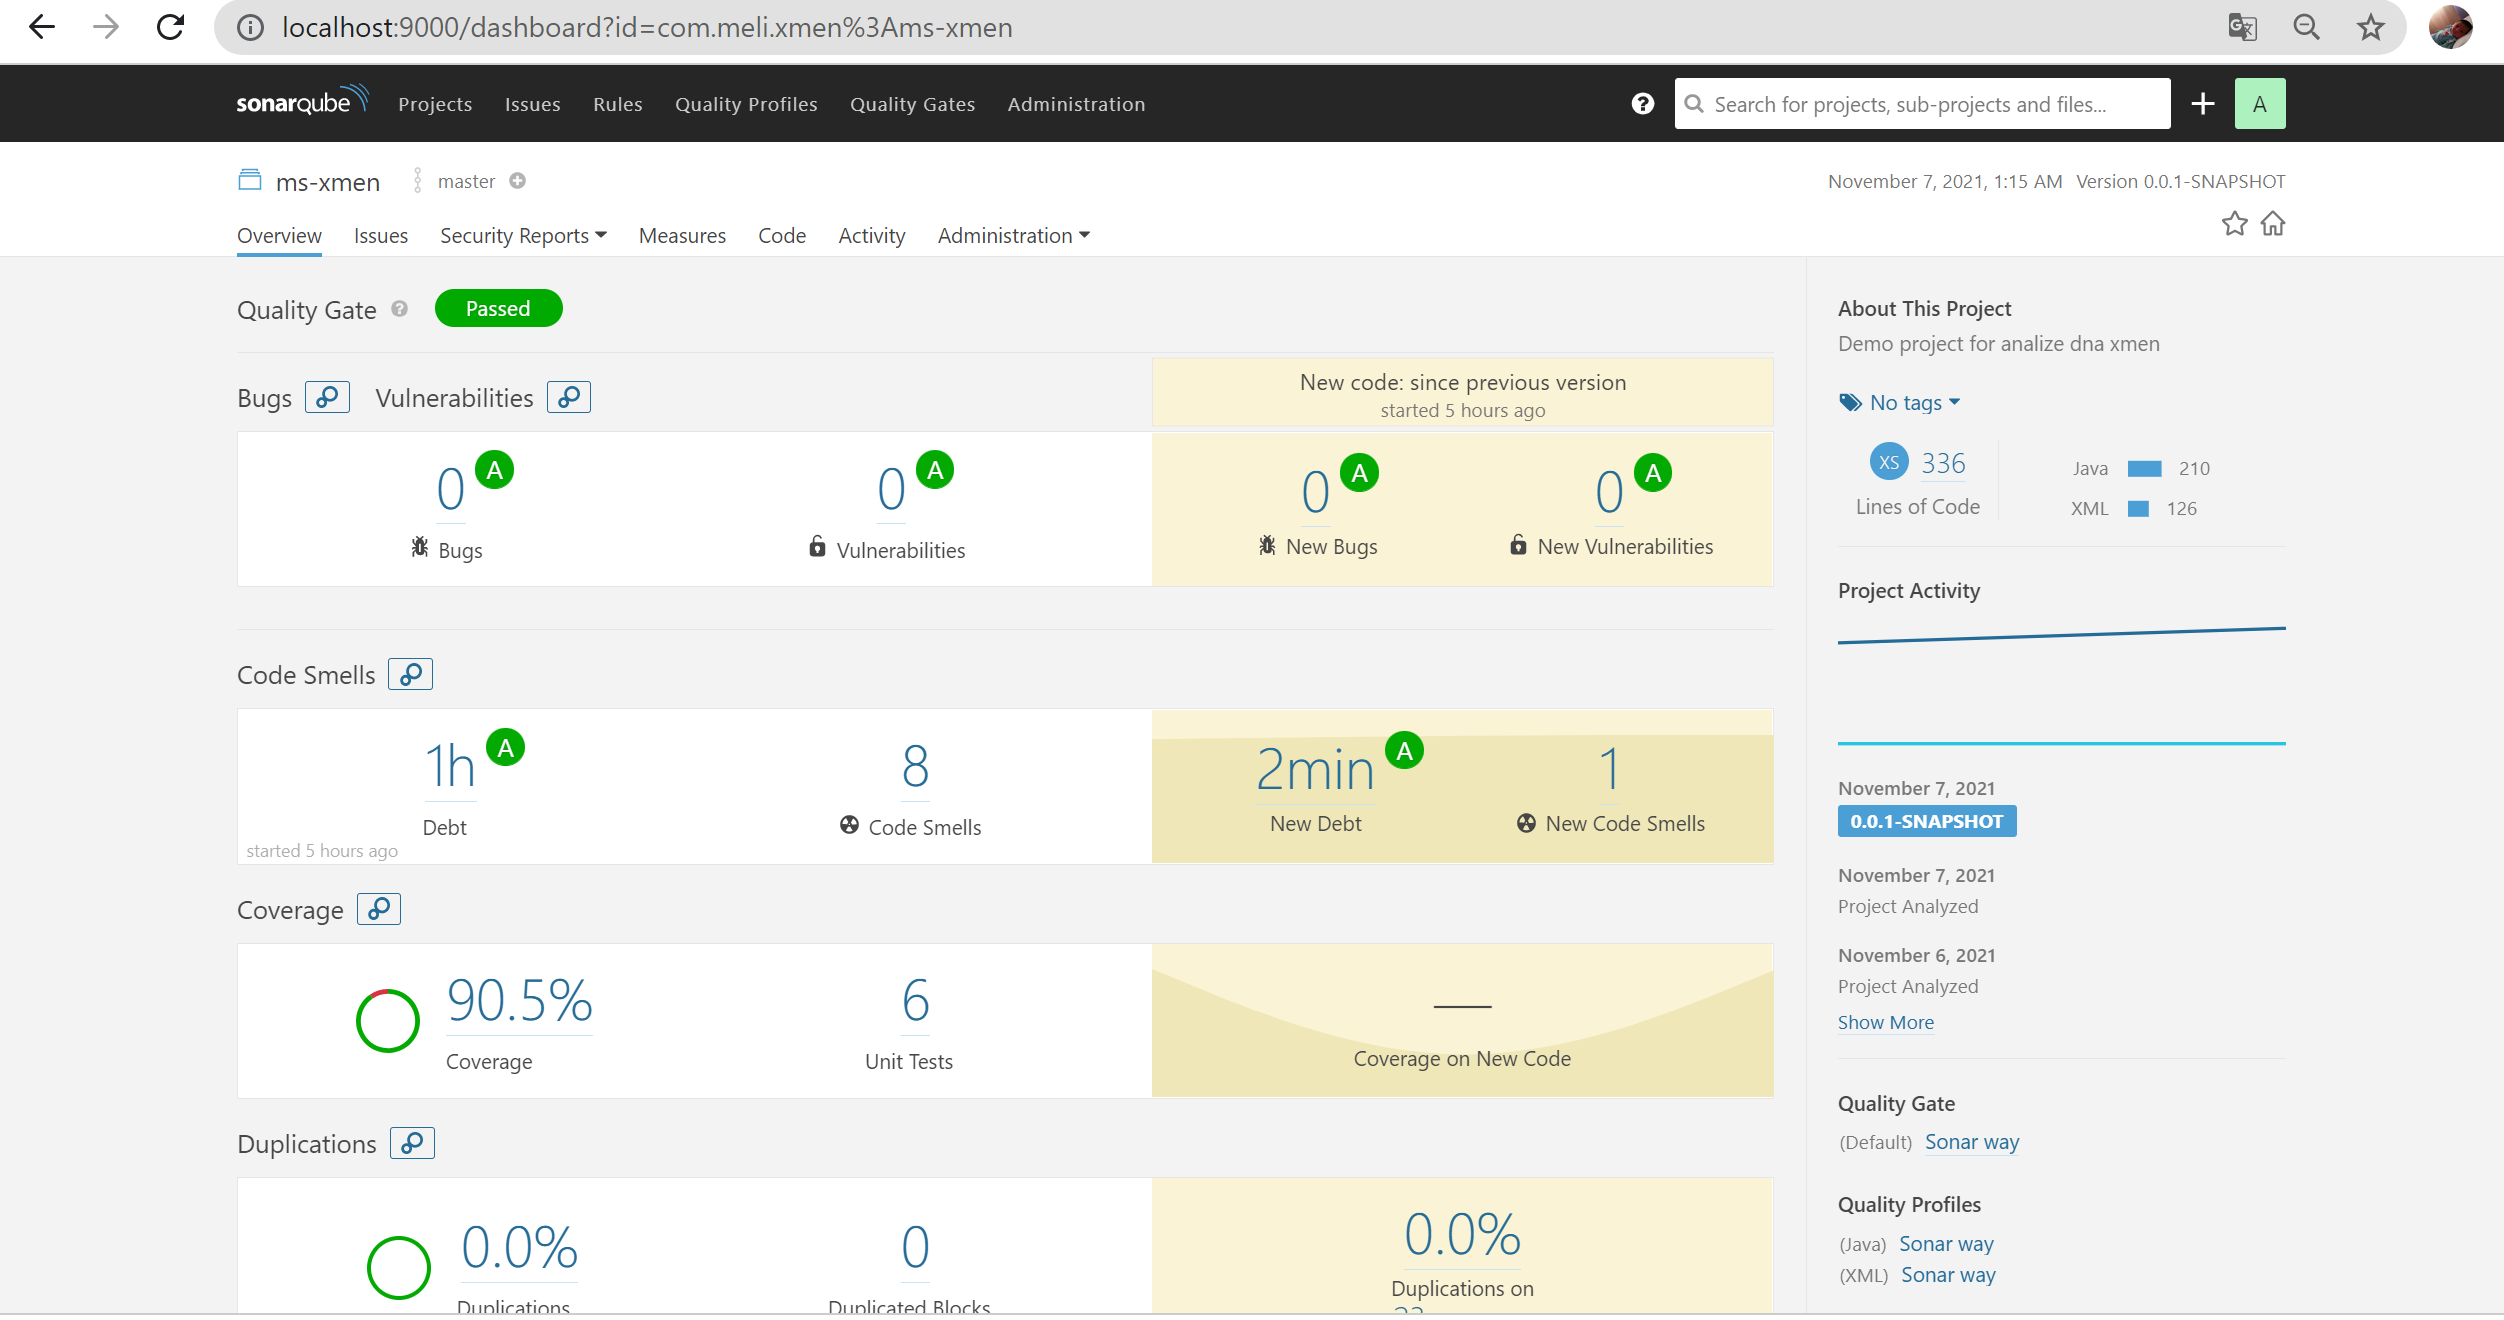 localhost:9000/dashboard?id=com.meli.xmen%3Ams-xmen
sonarqube Projects Issues Rules Quality Profiles Quality Gates Administration Search for projects, sub-projects and files... A
ms-xmen master November 7, 2021, 1:15 AM Version 0.0.1-SNAPSHOT
Overview Issues Security Reports Measures Code Activity Administration
Quality Gate Passed
Bugs Vulnerabilities
New code: since previous version
started 5 hours ago
0 A 0 A 0 A 0 A
Bugs Vulnerabilities New Bugs New Vulnerabilities
Code Smells
1h A 8 2min A 1
Debt Code Smells New Debt New Code Smells
started 5 hours ago
Coverage
90.5% 6
Coverage Unit Tests Coverage on New Code
Duplications
0.0% 0 0.0%
Duplications Duplicated Blocks Duplications on
About This Project
Demo project for analize dna xmen
No tags
XS 336
Lines of Code
Java 210
XML 126
Project Activity
November 7, 2021
0.0.1-SNAPSHOT
November 7, 2021
Project Analyzed
November 6, 2021
Project Analyzed
Show More
Quality Gate
(Default) Sonar way
Quality Profiles
(Java) Sonar way
(XML) Sonar way